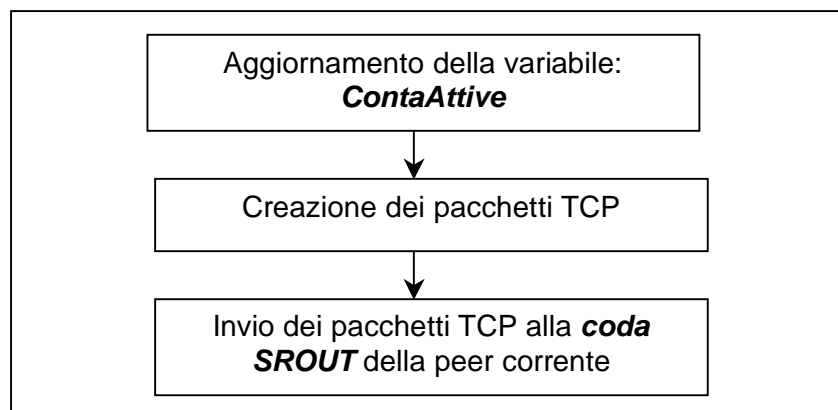 Aggiornamento della variabile:
ContaAttive
Creazione dei pacchetti TCP
Invio dei pacchetti TCP alla coda
SROUT della peer corrente